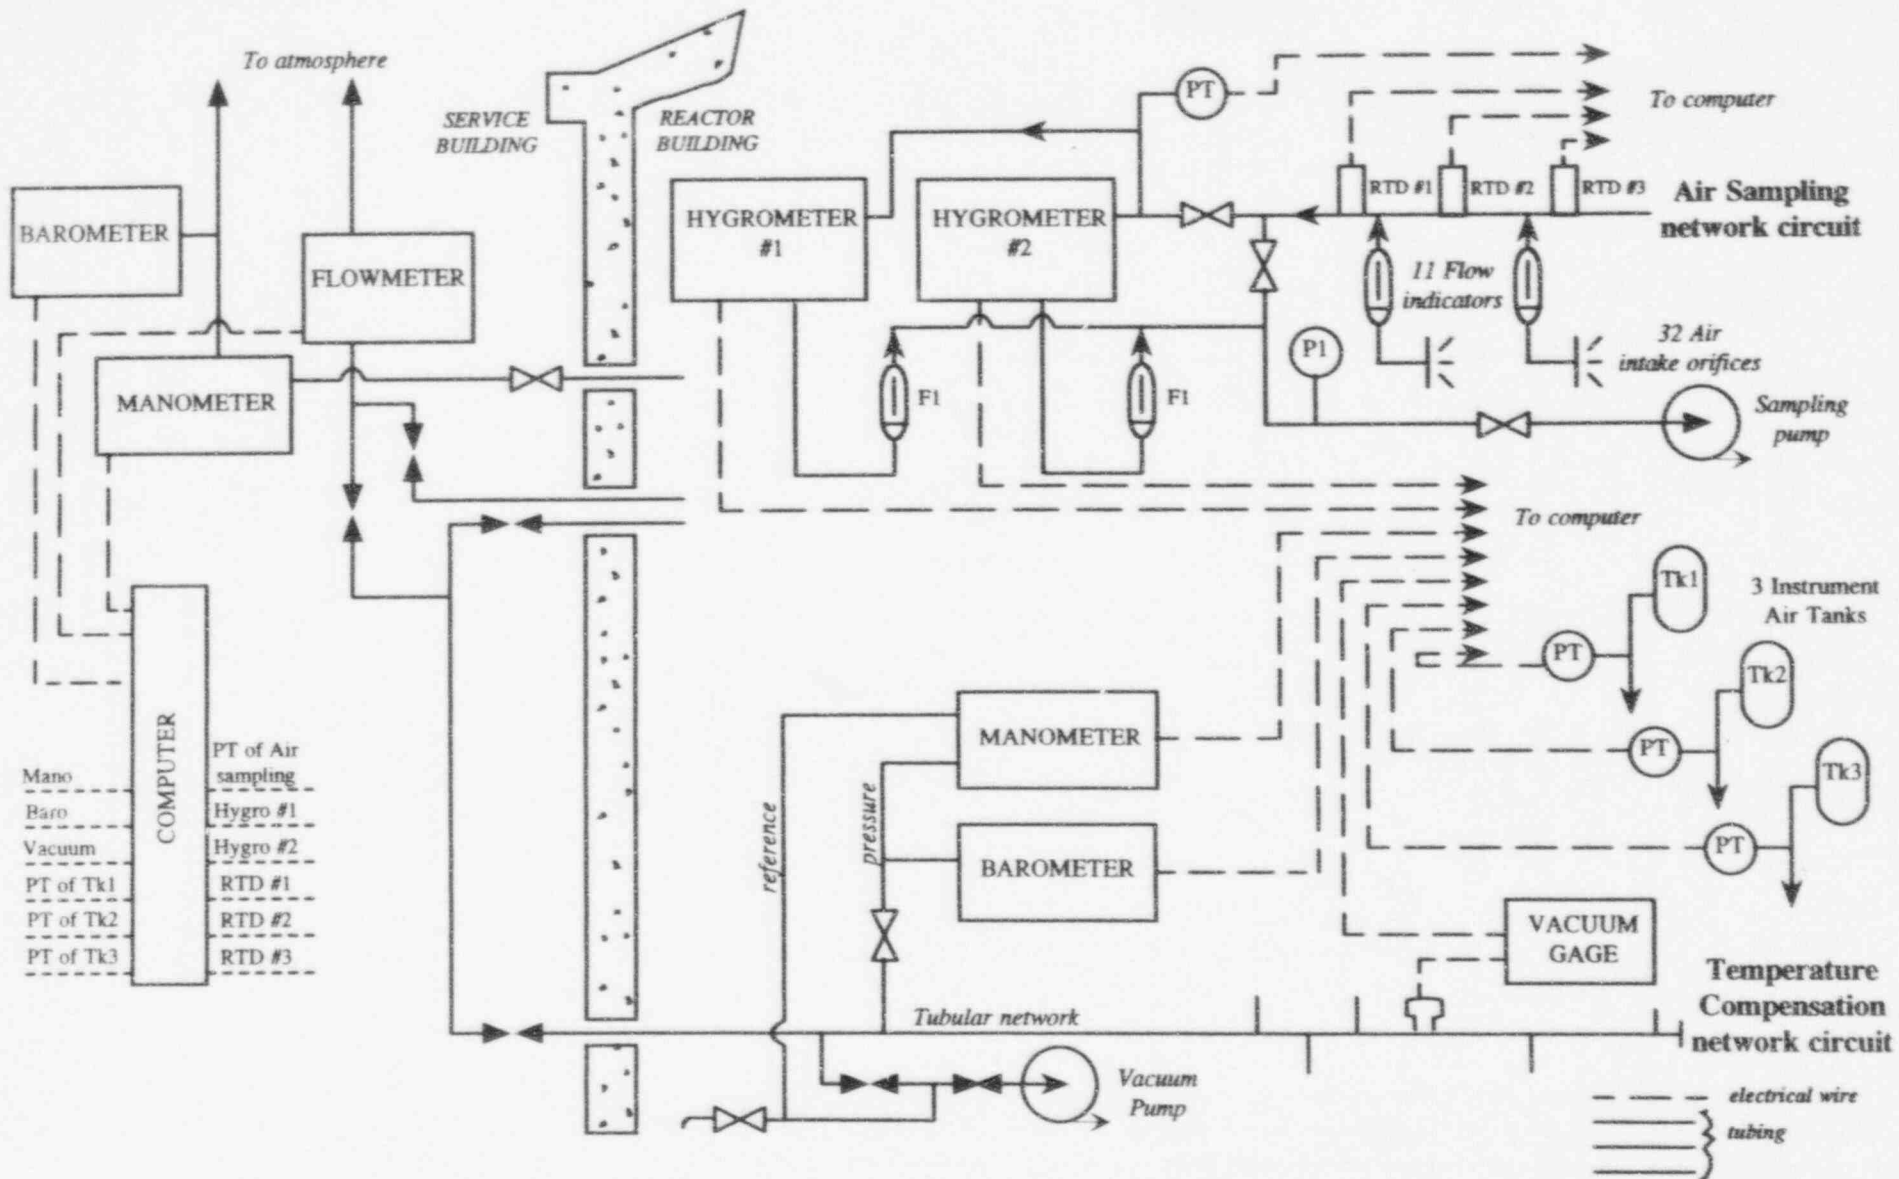 To atmosphere
SERVICE
BUILDING
REACTOR
BUILDING
PT
To computer
BAROMETER
FLOWMETER
MANOMETER
HYGROMETER
#1
HYGROMETER
#2
RTD #1
RTD #2
RTD #3
Air Sampling
network circuit
11 Flow
indicators
32 Air
intake orifices
P1
F1
F1
Sampling
pump
To computer
Tk1
3 Instrument
Air Tanks
PT
Tk2
PT
Tk3
PT
COMPUTER
Mano
Baro
Vacuum
PT of Tk1
PT of Tk2
PT of Tk3
PT of Air
sampling
Hygro #1
Hygro #2
RTD #1
RTD #2
RTD #3
MANOMETER
reference
pressure
BAROMETER
VACUUM
GAGE
Tubular network
Temperature
Compensation
network circuit
Vacuum
Pump
electrical wire
tubing